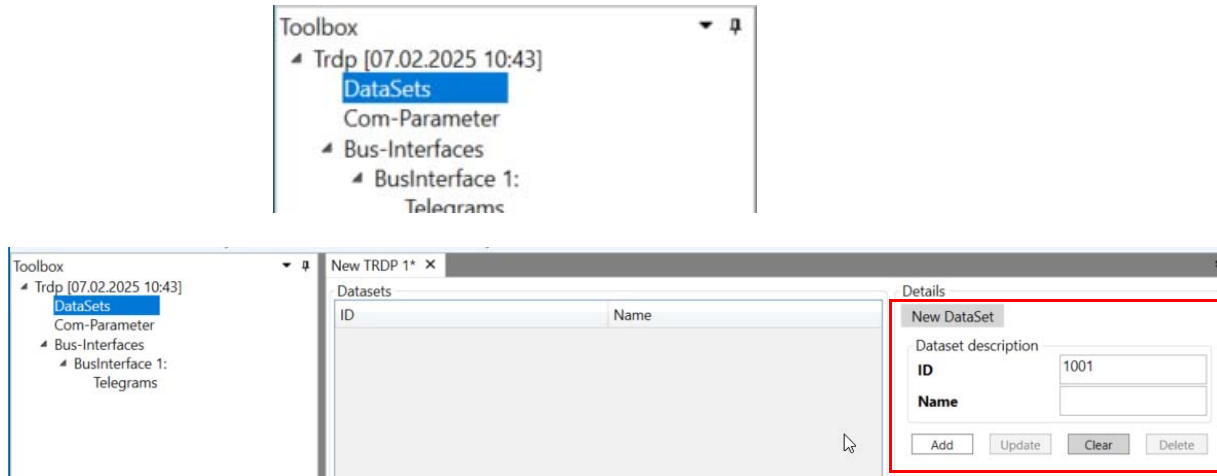 Toolbox
Trdp [07.02.2025 10:43]
DataSets
Com-Parameter
Bus-Interfaces
BusInterface 1:
Telegrams
Toolbox
Trdp [07.02.2025 10:43]
DataSets
Com-Parameter
Bus-Interfaces
BusInterface 1:
Telegrams
New TRDP 1*
Datasets
ID Name
Details
New DataSet
Dataset description
ID 1001
Name
Add Update Clear Delete